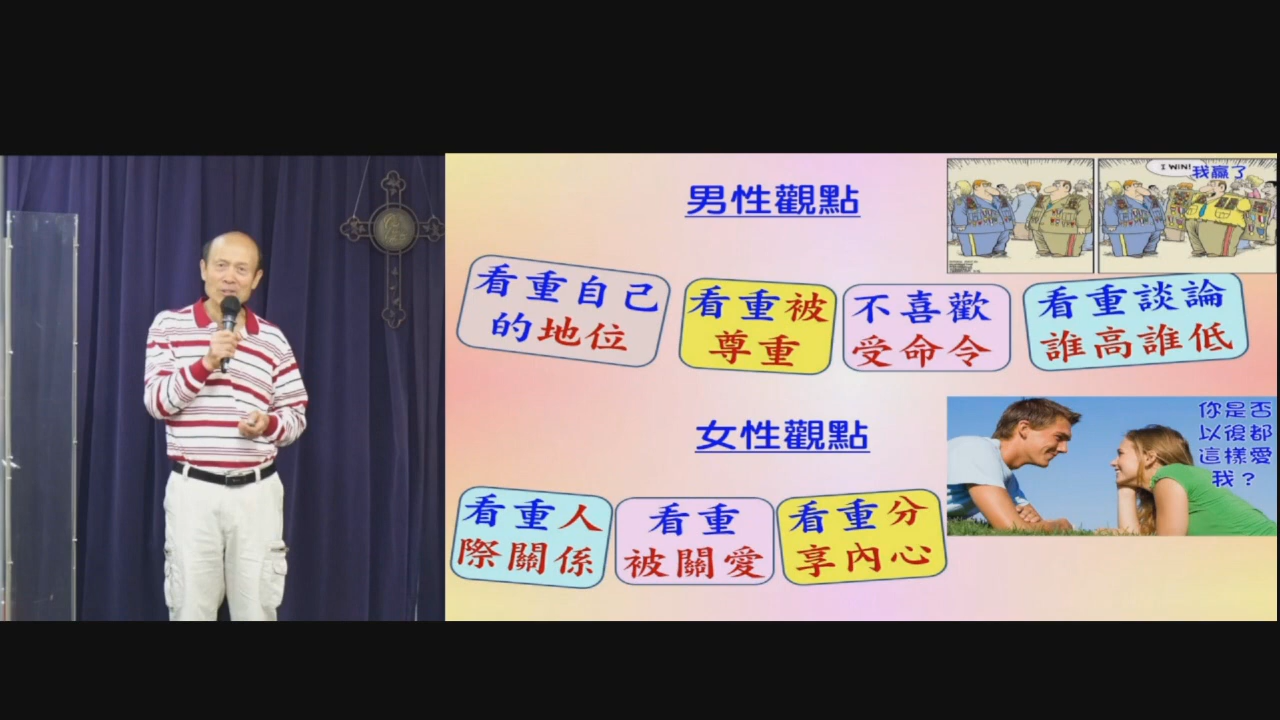 男性觀點
I WIN!
我贏了
看重自己
的地位
看重被
尊重
不喜歡
受命令
看重談論
誰高誰低
女性觀點
你是否
以後都
這樣愛
我？
看重人
際關係
看重
被關愛
看重分
享內心